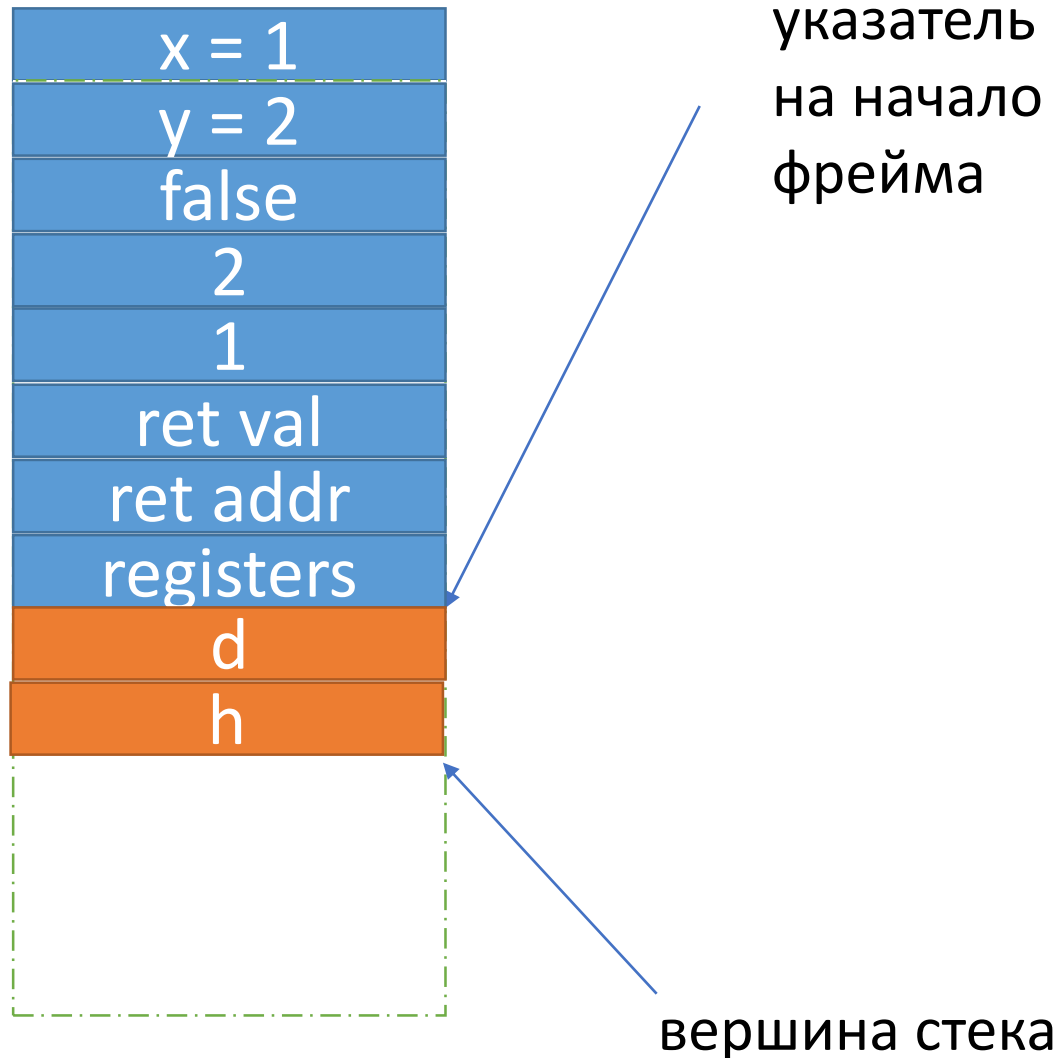 x = 1
y = 2
false
2
1
ret val
ret addr
registers
d
h
указатель
на начало
фрейма
вершина стека